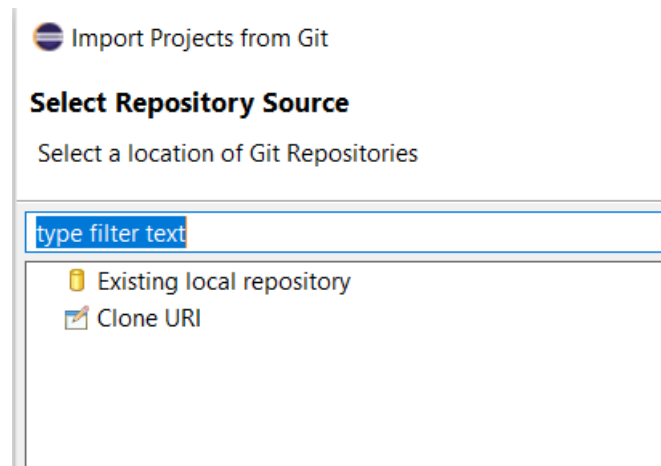 Import Projects from Git
Select Repository Source
Select a location of Git Repositories
type filter text
Existing local repository
Clone URI